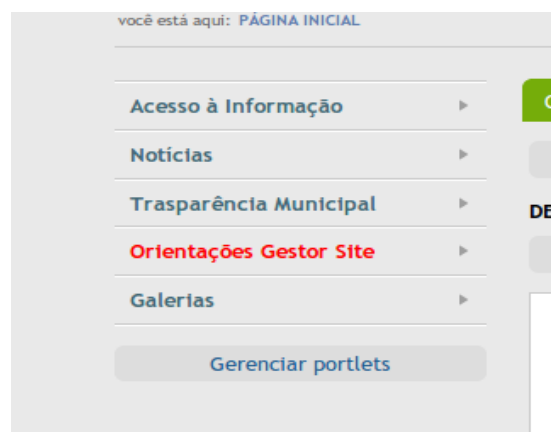 você está aqui: PÁGINA INICIAL
Acesso à Informação
Notícias
Trasparência Municipal
DE
Orientações Gestor Site
Galerias
Gerenciar portlets